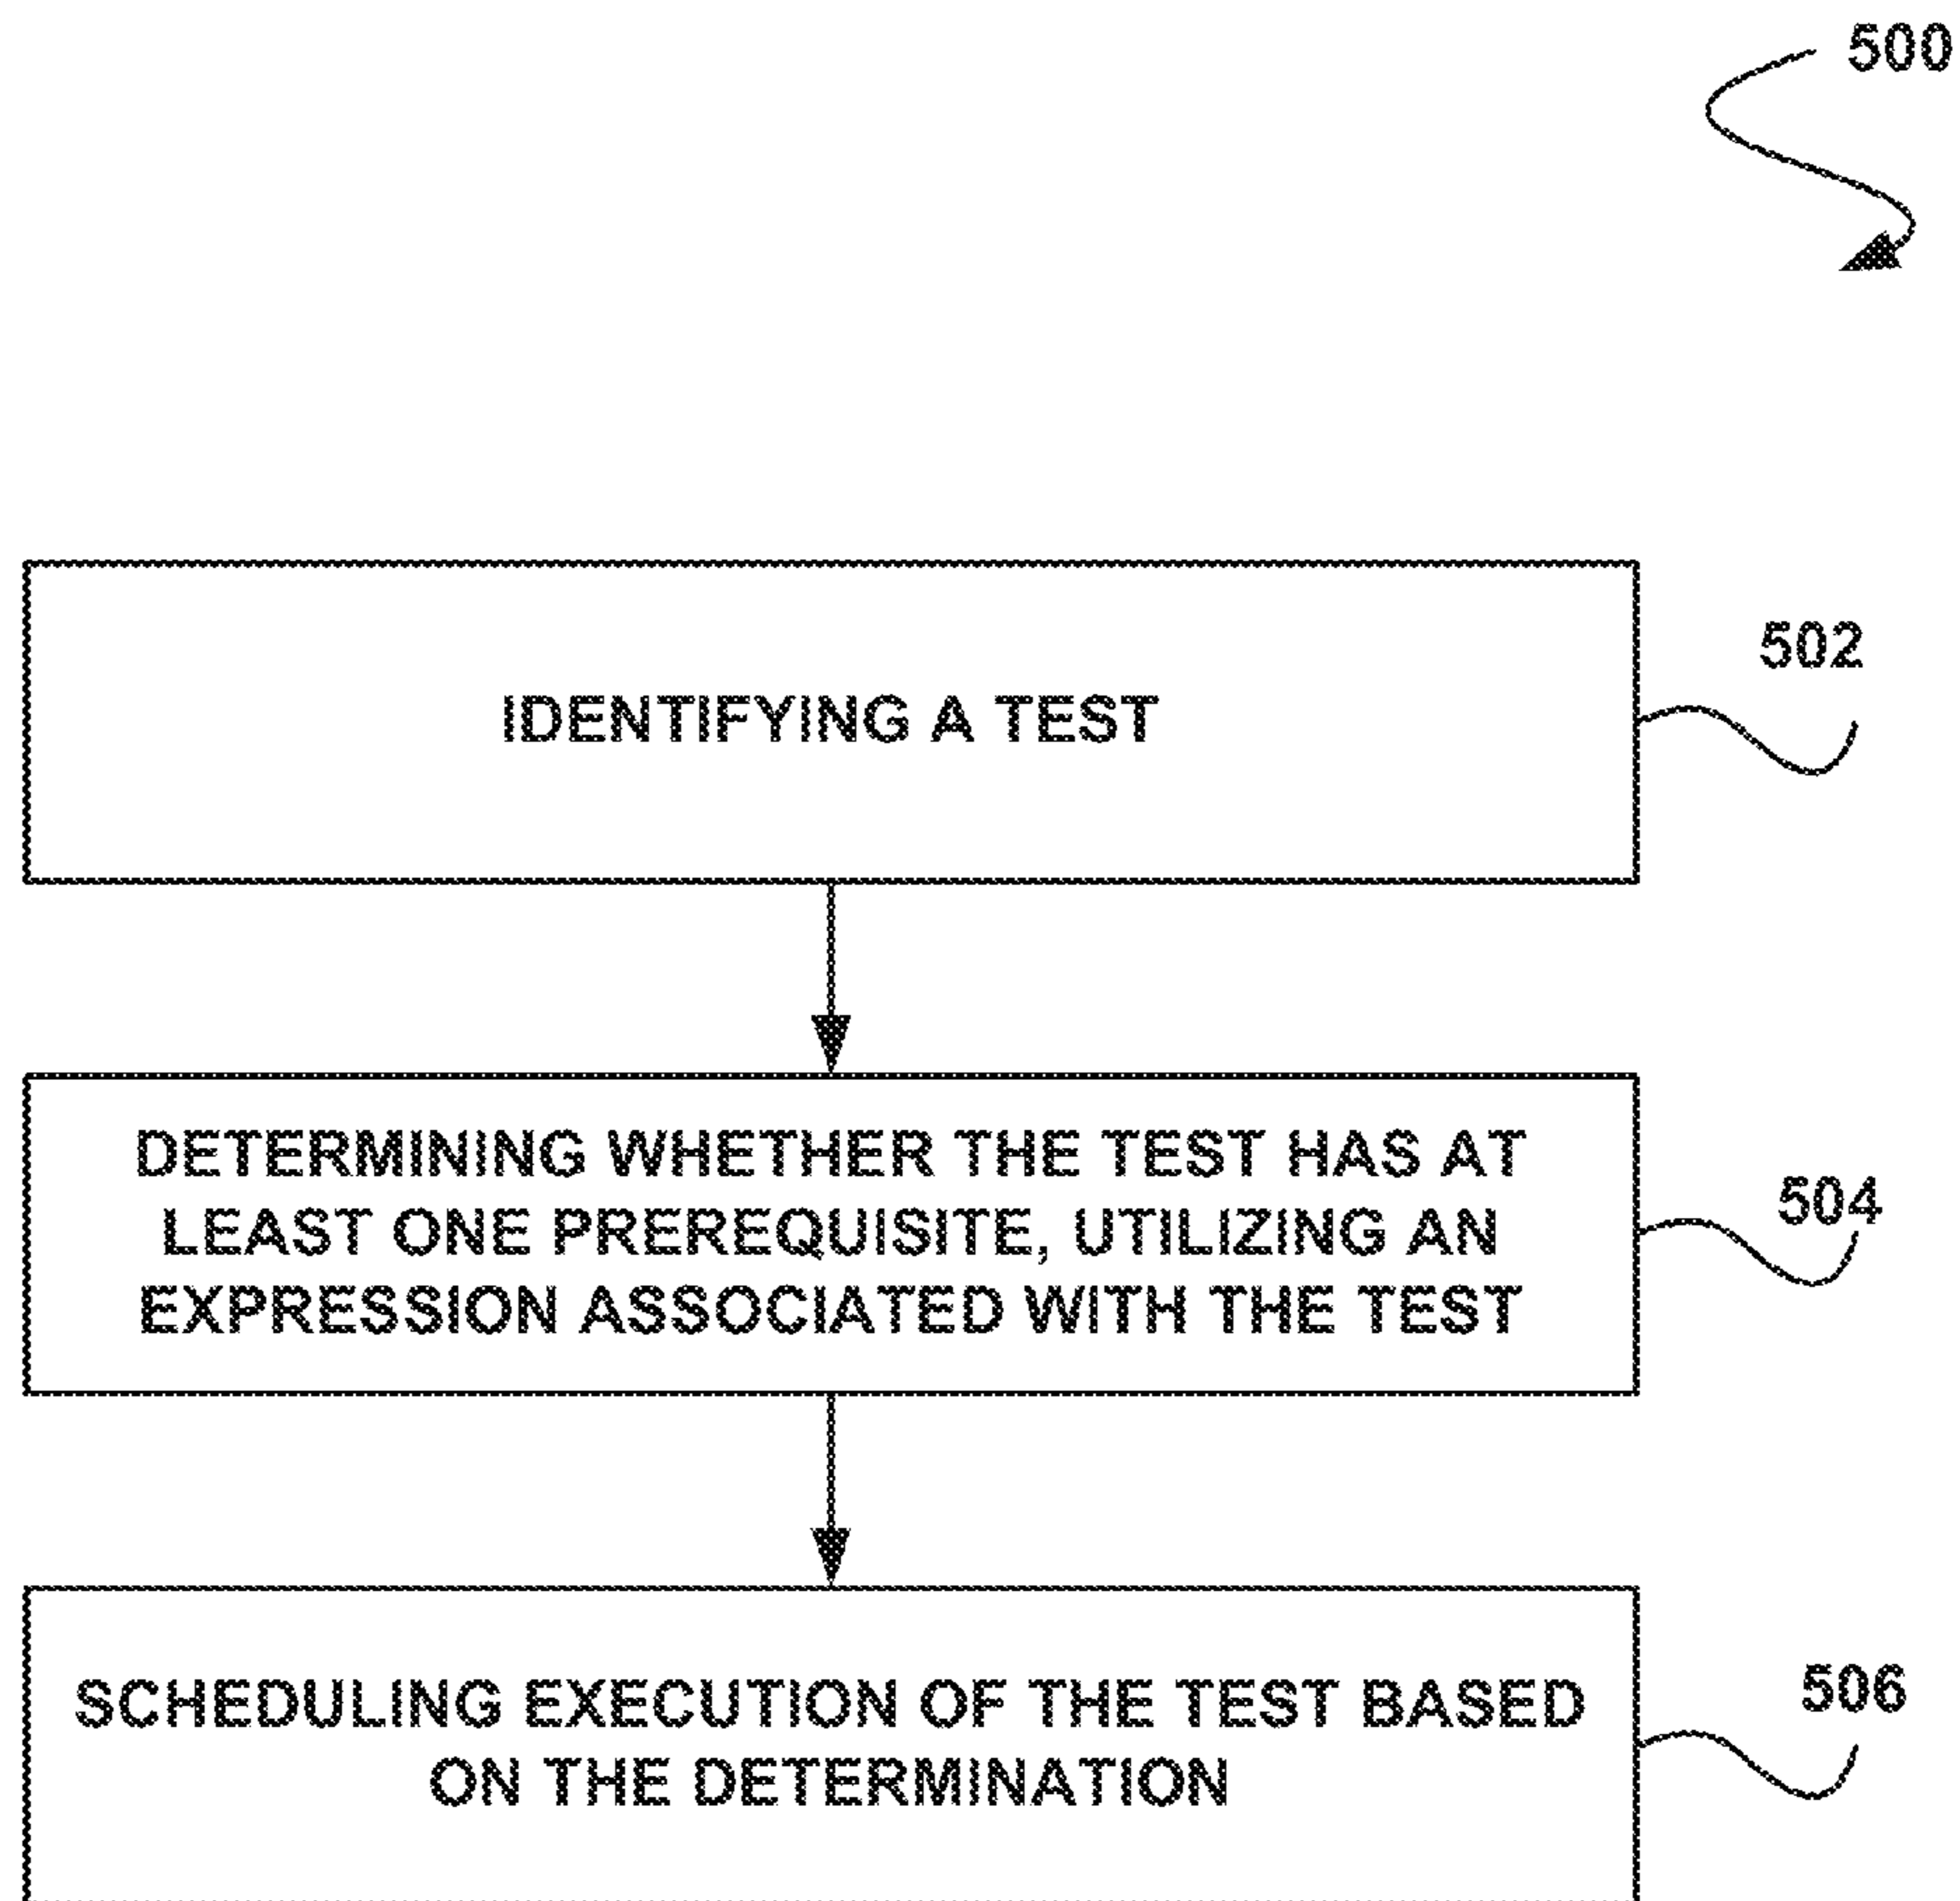 500
IDENTIFYING A TEST
502
DETERMINING WHETHER THE TEST HAS AT
LEAST ONE PREREQUISITE, UTILIZING AN
EXPRESSION ASSOCIATED WITH THE TEST
504
SCHEDULING EXECUTION OF THE TEST BASED
ON THE DETERMINATION
506